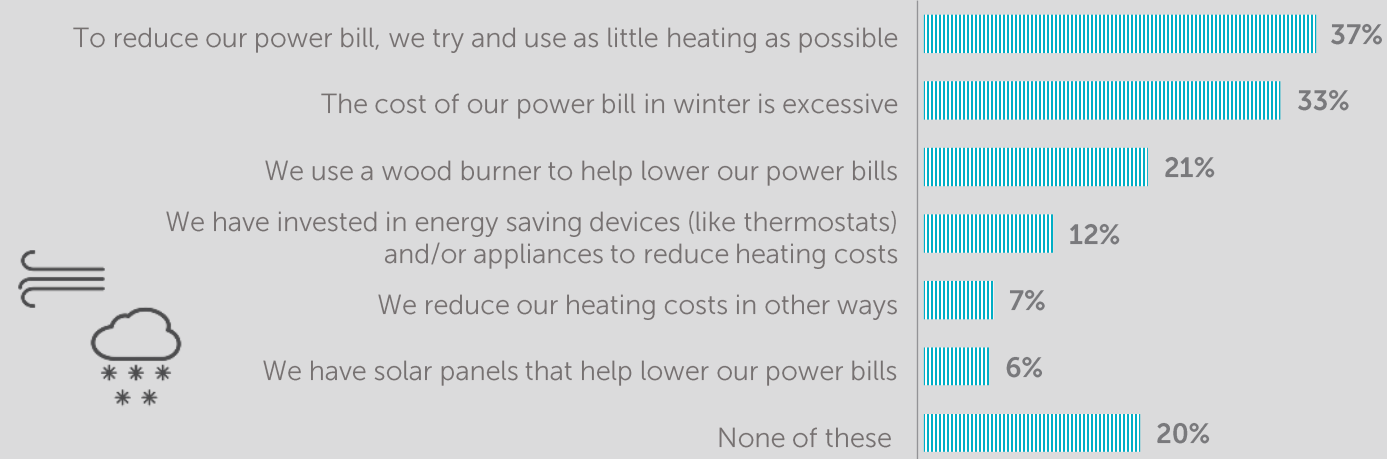 To reduce our power bill, we try and use as little heating as possible 37%
The cost of our power bill in winter is excessive 33%
We use a wood burner to help lower our power bills 21%
We have invested in energy saving devices (like thermostats)
and/or appliances to reduce heating costs 12%
We reduce our heating costs in other ways 7%
We have solar panels that help lower our power bills 6%
None of these 20%